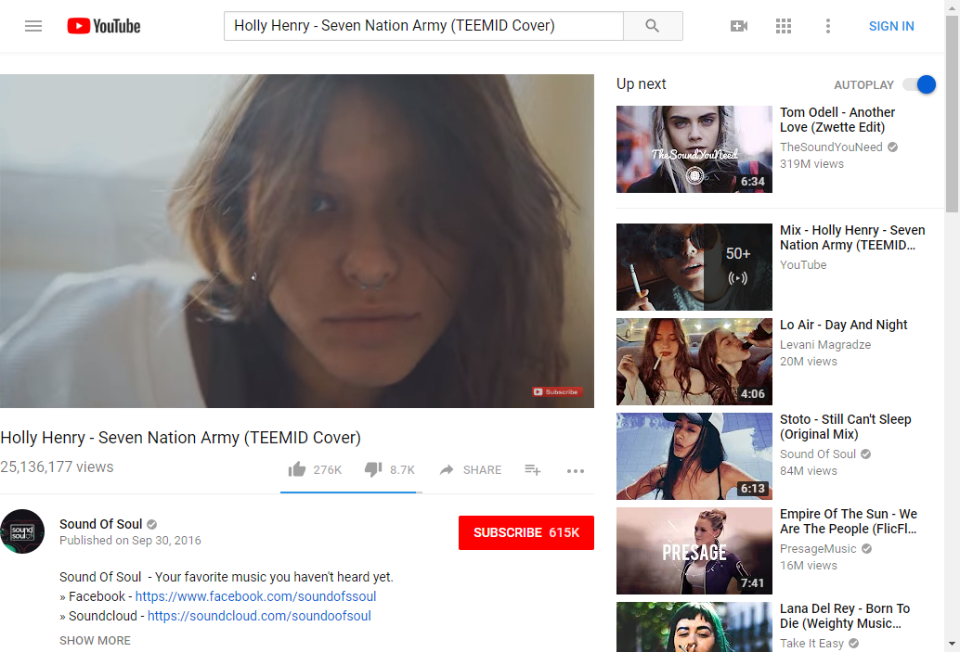 YouTube
Holly Henry - Seven Nation Army (TEEMID Cover)
SIGN IN
Subscribe
Holly Henry - Seven Nation Army (TEEMID Cover)
25,136,177 views
276K
8.7K
SHARE
sound
soul
Sound Of Soul
Published on Sep 30, 2016
SUBSCRIBE 615K
Sound Of Soul - Your favorite music you haven't heard yet.
» Facebook - https://www.facebook.com/soundofssoul
» Soundcloud - https://soundcloud.com/soundoofsoul
SHOW MORE
Up next
AUTOPLAY
TheSoundYouNeed
6:34
Tom Odell - Another
Love (Zwette Edit)
TheSoundYouNeed
319M views
50+
Mix - Holly Henry - Seven
Nation Army (TEEMID...
YouTube
4:06
Lo Air - Day And Night
Levani Magradze
20M views
6:13
Stoto - Still Can't Sleep
(Original Mix)
Sound Of Soul
84M views
PRESAGE
7:41
Empire Of The Sun - We
Are The People (FlicFl...
PresageMusic
16M views
Lana Del Rey - Born To
Die (Weighty Music...
Take It Easy